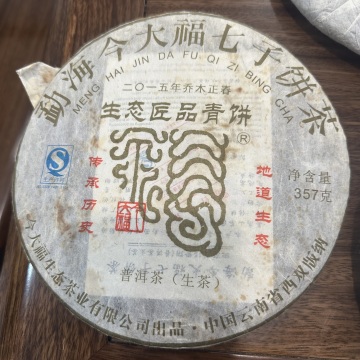 勐海今大福七子饼茶
MENG HAI JIN DA FU QI ZI BING CHA
二〇一五年乔木正春
生态匠品青饼
®
传承历史
地道生态
净含量
357克
普洱茶（生茶）
今大福生态茶业有限公司出品·中国云南省西双版纳